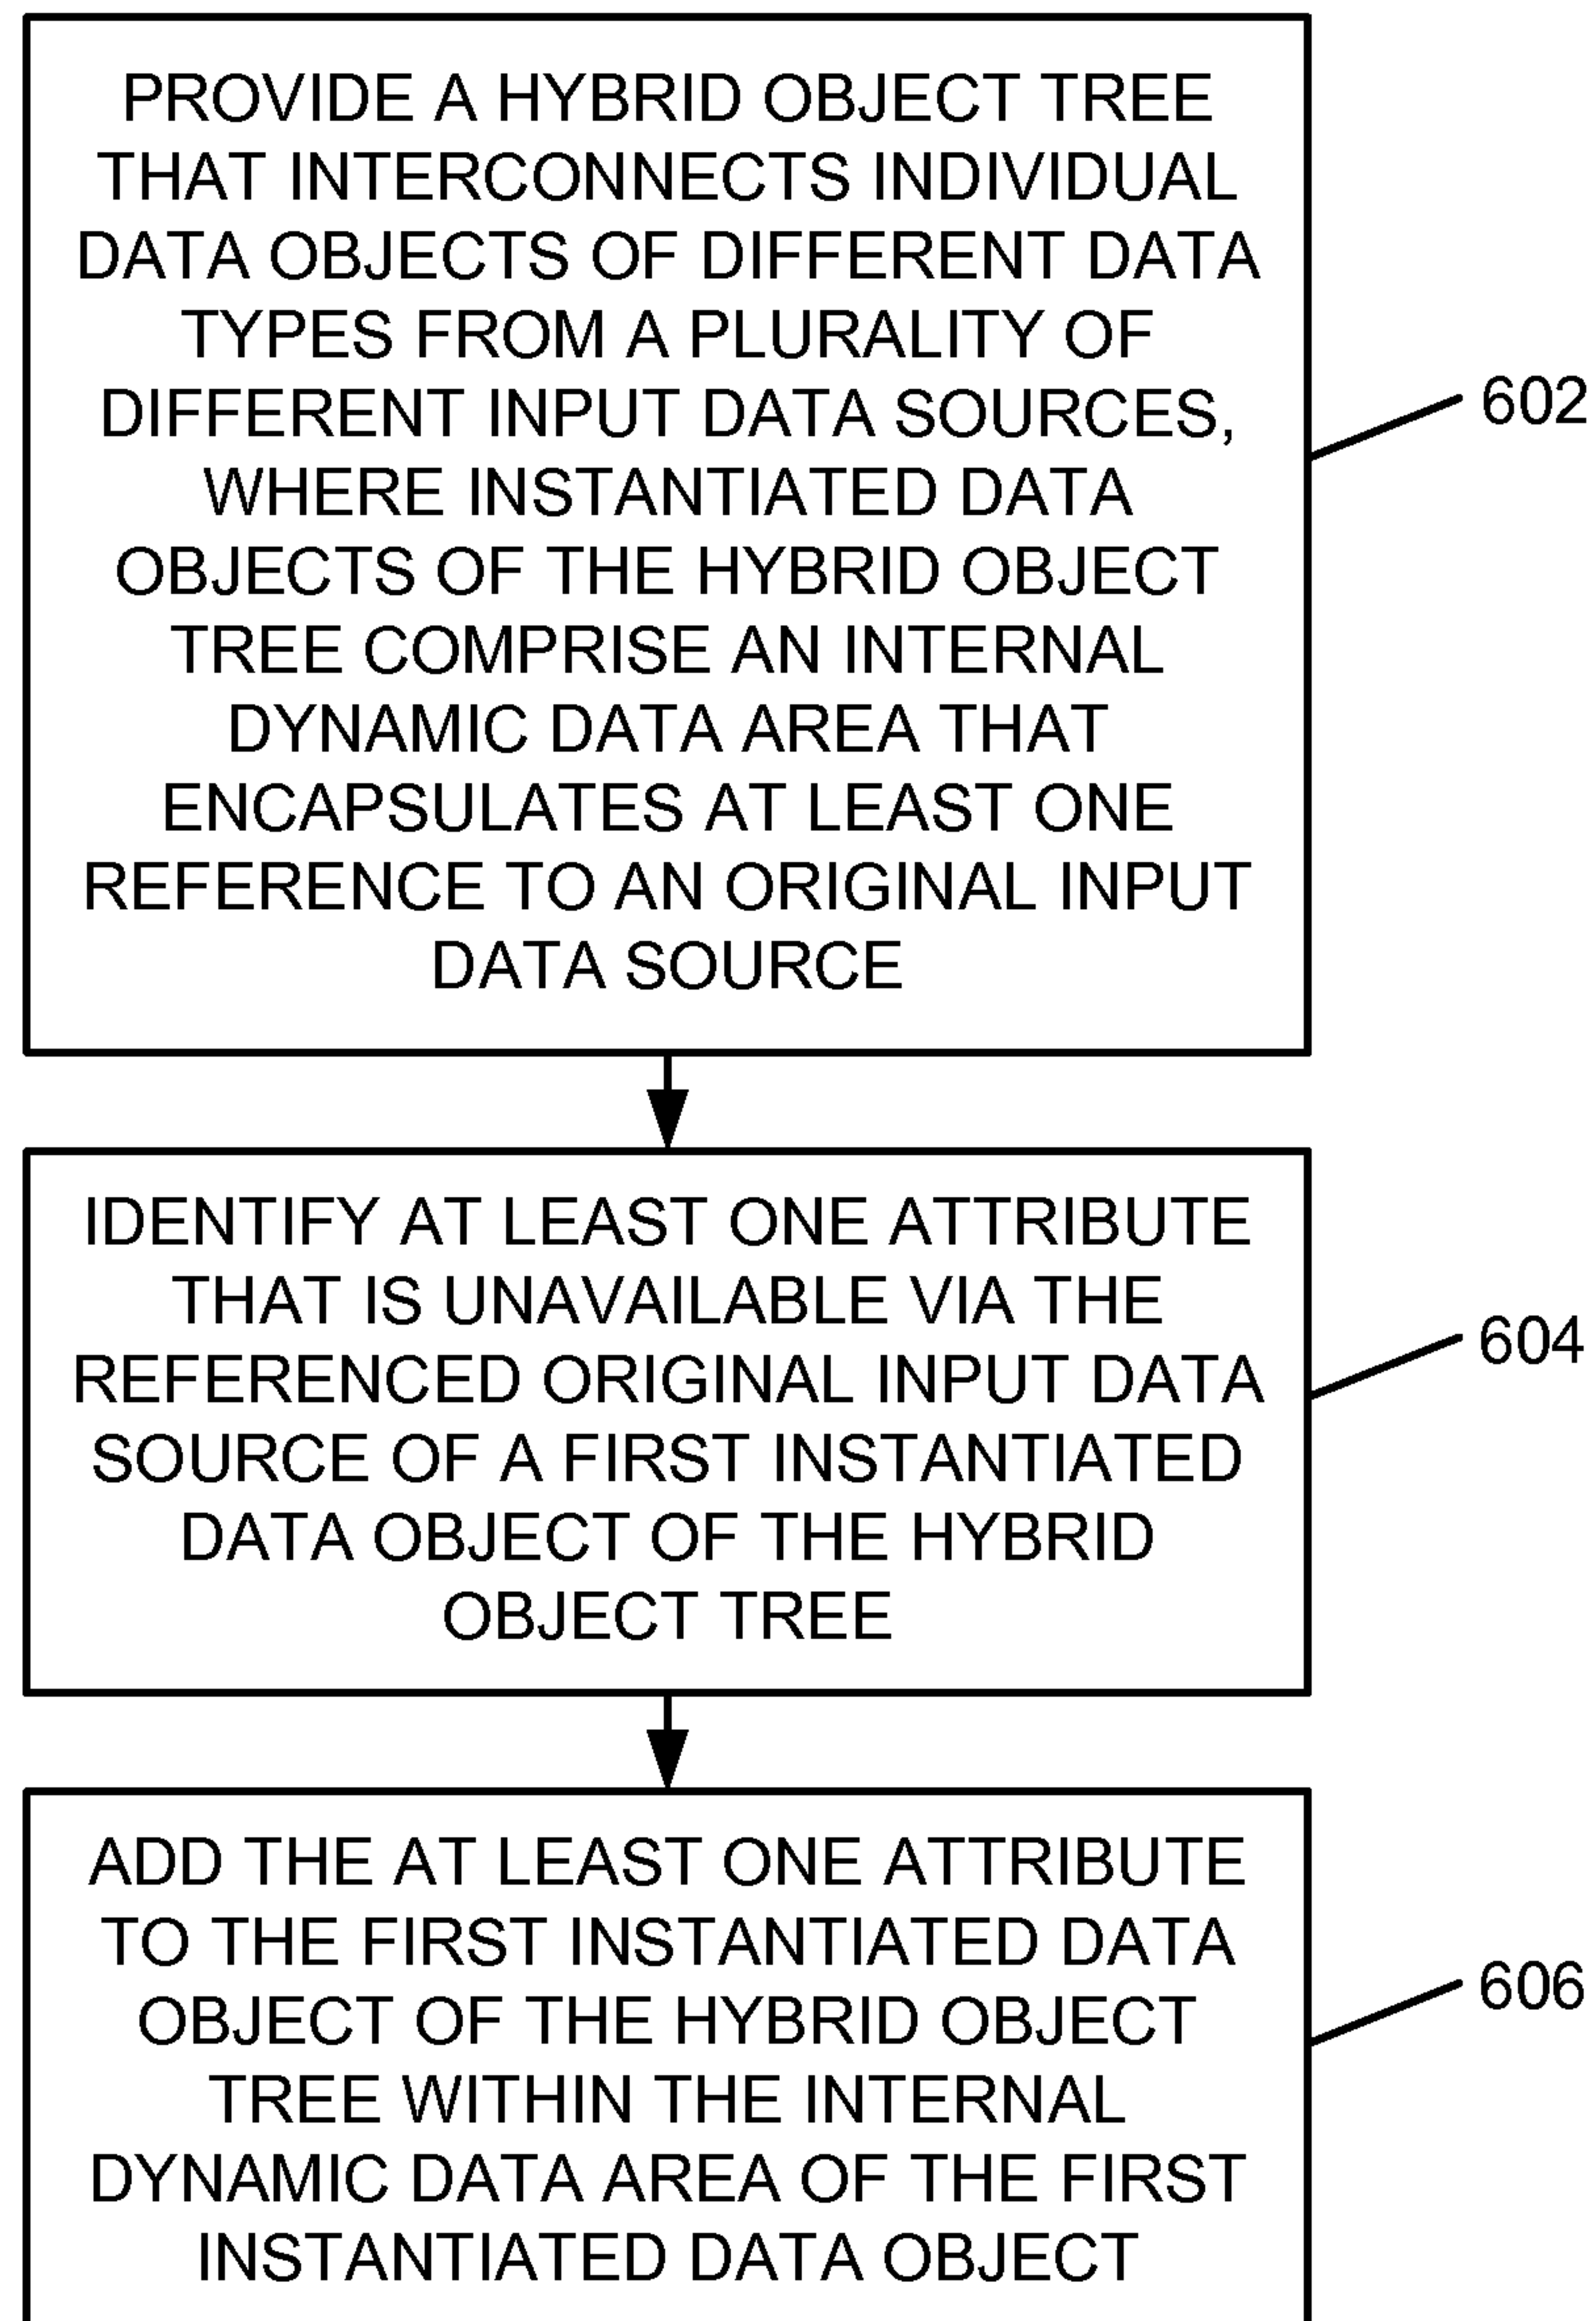 PROVIDE A HYBRID OBJECT TREE
THAT INTERCONNECTS INDIVIDUAL
DATA OBJECTS OF DIFFERENT DATA
TYPES FROM A PLURALITY OF
DIFFERENT INPUT DATA SOURCES,
WHERE INSTANTIATED DATA
OBJECTS OF THE HYBRID OBJECT
TREE COMPRISE AN INTERNAL
DYNAMIC DATA AREA THAT
ENCAPSULATES AT LEAST ONE
REFERENCE TO AN ORIGINAL INPUT
DATA SOURCE
602
IDENTIFY AT LEAST ONE ATTRIBUTE
THAT IS UNAVAILABLE VIA THE
REFERENCED ORIGINAL INPUT DATA
SOURCE OF A FIRST INSTANTIATED
DATA OBJECT OF THE HYBRID
OBJECT TREE
604
ADD THE AT LEAST ONE ATTRIBUTE
TO THE FIRST INSTANTIATED DATA
OBJECT OF THE HYBRID OBJECT
TREE WITHIN THE INTERNAL
DYNAMIC DATA AREA OF THE FIRST
INSTANTIATED DATA OBJECT
606